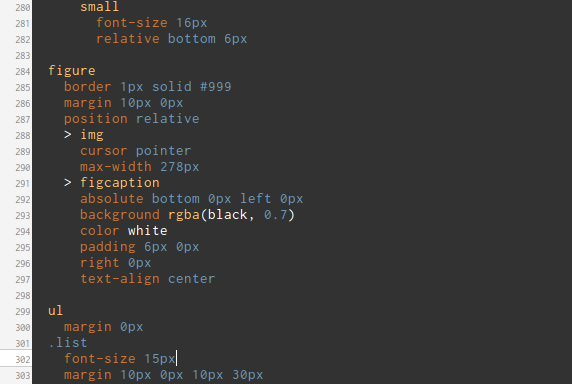 280 small
281 font-size 16px
282 relative bottom 6px
283
284 figure
285 border 1px solid #999
286 margin 10px 0px
287 position relative
288 > img
289 cursor pointer
290 max-width 278px
291 > figcaption
292 absolute bottom 0px left 0px
293 background rgba(black, 0.7)
294 color white
295 padding 6px 0px
296 right 0px
297 text-align center
298
299 ul
300 margin 0px
301 .list
302 font-size 15px
303 margin 10px 0px 10px 30px